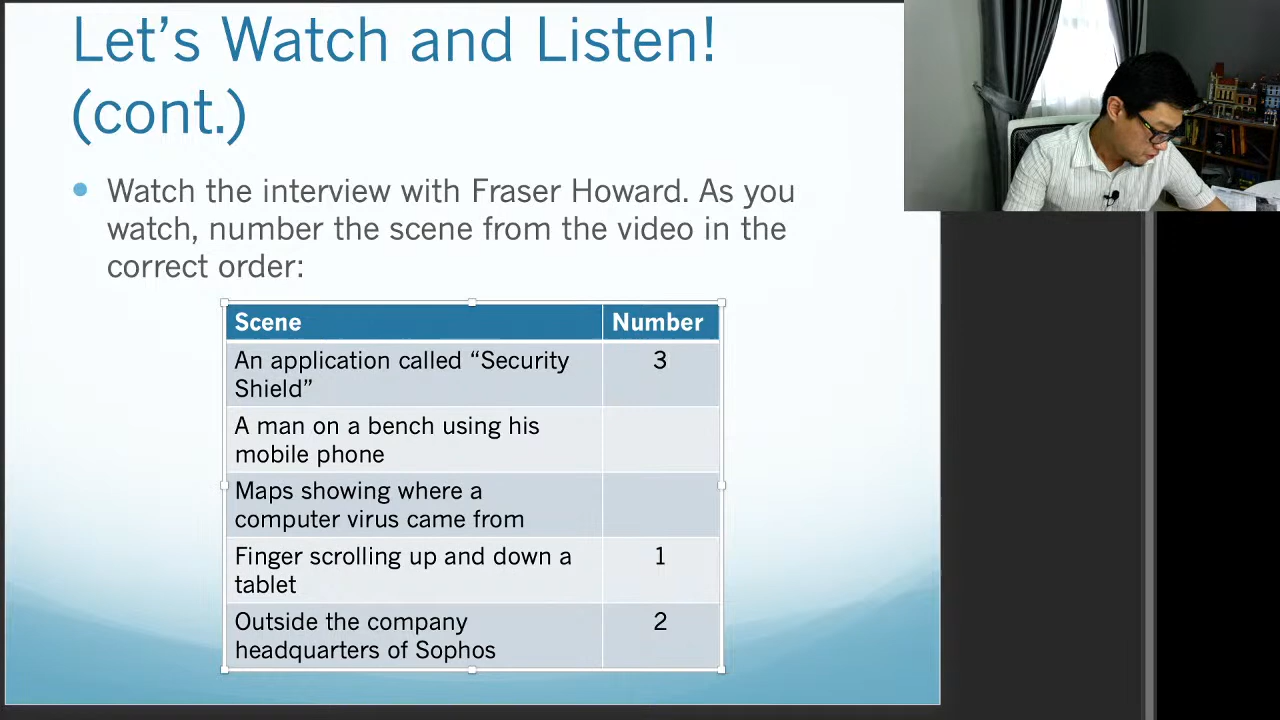 Let's Watch and Listen!
(cont.)
Watch the interview with Fraser Howard. As you
watch, number the scene from the video in the
correct order:
Scene Number
An application called “Security 3
Shield”
A man on a bench using his
mobile phone
Maps showing where a
computer virus came from
Finger scrolling up and down a 1
tablet
Outside the company 2
headquarters of Sophos